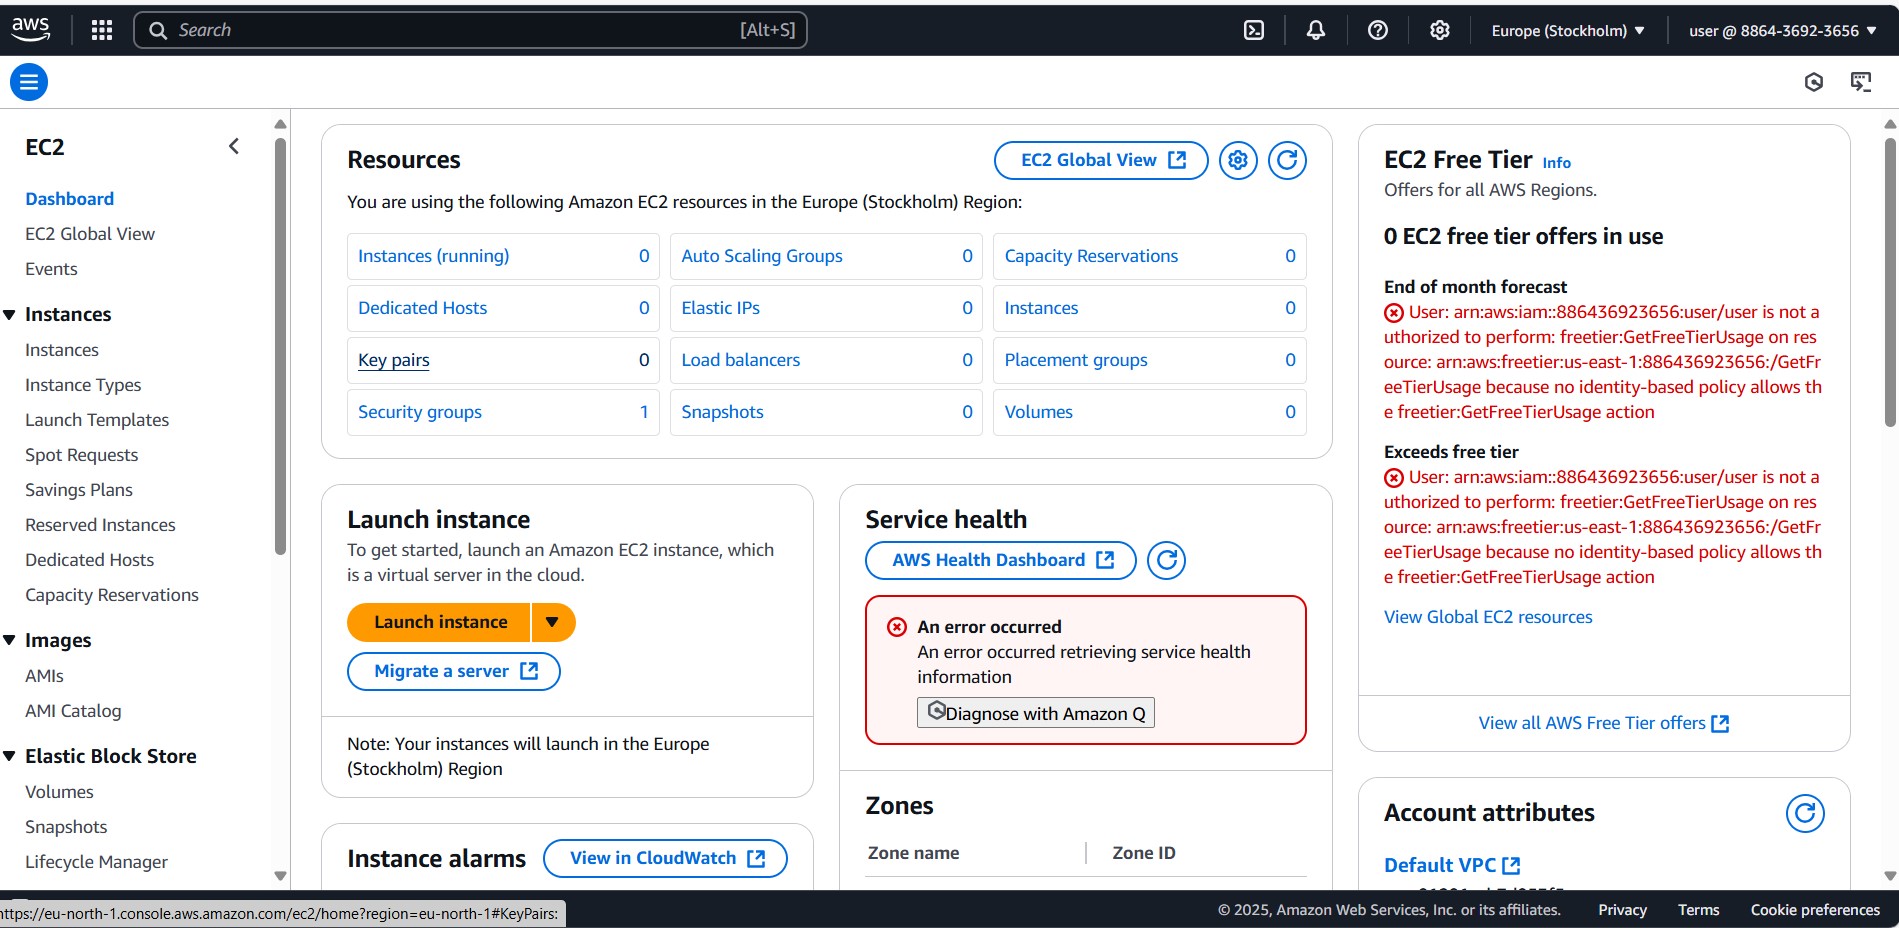 aws
Search
[Alt+S]
Europe (Stockholm)
user @ 8864-3692-3656
EC2
Dashboard
EC2 Global View
Events
Instances
Instances
Instance Types
Launch Templates
Spot Requests
Savings Plans
Reserved Instances
Dedicated Hosts
Capacity Reservations
Images
AMIs
AMI Catalog
Elastic Block Store
Volumes
Snapshots
Lifecycle Manager
Resources
EC2 Global View
You are using the following Amazon EC2 resources in the Europe (Stockholm) Region:
Instances (running) 0
Auto Scaling Groups 0
Capacity Reservations 0
Dedicated Hosts 0
Elastic IPs 0
Instances 0
Key pairs 0
Load balancers 0
Placement groups 0
Security groups 1
Snapshots 0
Volumes 0
Launch instance
To get started, launch an Amazon EC2 instance, which
is a virtual server in the cloud.
Launch instance
Migrate a server
Note: Your instances will launch in the Europe
(Stockholm) Region
Instance alarms
View in CloudWatch
Service health
AWS Health Dashboard
An error occurred
An error occurred retrieving service health
information
Diagnose with Amazon Q
Zones
Zone name
Zone ID
EC2 Free Tier Info
Offers for all AWS Regions.
0 EC2 free tier offers in use
End of month forecast
User: arn:aws:iam::886436923656:user/user is not a
uthorized to perform: freetier:GetFreeTierUsage on res
ource: arn:aws:freetier:us-east-1:886436923656:/GetFr
eeTierUsage because no identity-based policy allows th
e freetier:GetFreeTierUsage action
Exceeds free tier
User: arn:aws:iam::886436923656:user/user is not a
uthorized to perform: freetier:GetFreeTierUsage on res
ource: arn:aws:freetier:us-east-1:886436923656:/GetFr
eeTierUsage because no identity-based policy allows th
e freetier:GetFreeTierUsage action
View Global EC2 resources
View all AWS Free Tier offers
Account attributes
Default VPC
https://eu-north-1.console.aws.amazon.com/ec2/home?region=eu-north-1#KeyPairs:
© 2025, Amazon Web Services, Inc. or its affiliates.
Privacy
Terms
Cookie preferences